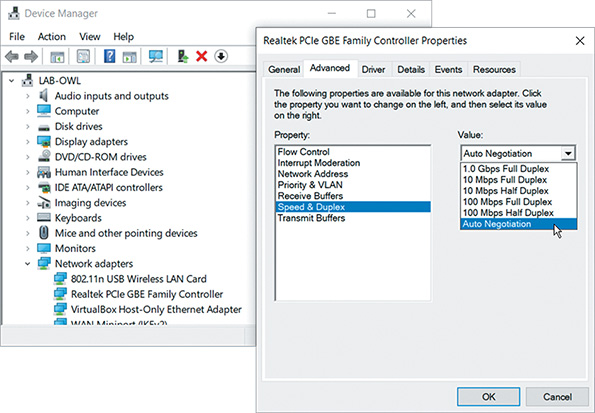 Device Manager
File Action View Help
LAB-OWL
Audio inputs and outputs
Computer
Disk drives
Display adapters
DVD/CD-ROM drives
Human Interface Devices
IDE ATA/ATAPI controllers
Imaging devices
Keyboards
Mice and other pointing devices
Monitors
Network adapters
802.11n USB Wireless LAN Card
Realtek PCIe GBE Family Controller
VirtualBox Host-Only Ethernet Adapter
WAN Miniport (IKEv2)
Realtek PCIe GBE Family Controller Properties
General Advanced Driver Details Events Resources
The following properties are available for this network adapter. Click
the property you want to change on the left, and then select its value
on the right.
Property:
Flow Control
Interrupt Moderation
Network Address
Priority & VLAN
Receive Buffers
Speed & Duplex
Transmit Buffers
Value:
Auto Negotiation
1.0 Gbps Full Duplex
10 Mbps Full Duplex
10 Mbps Half Duplex
100 Mbps Full Duplex
100 Mbps Half Duplex
Auto Negotiation
OK Cancel